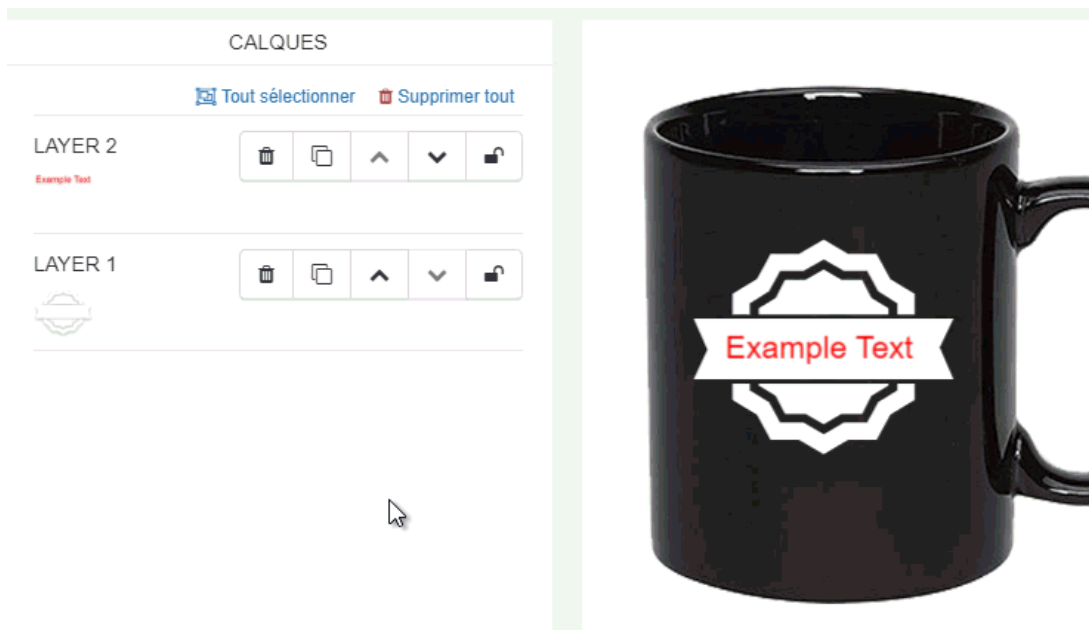 CALQUES
Tout sélectionner Supprimer tout
LAYER 2
Example Text
LAYER 1
Example Text